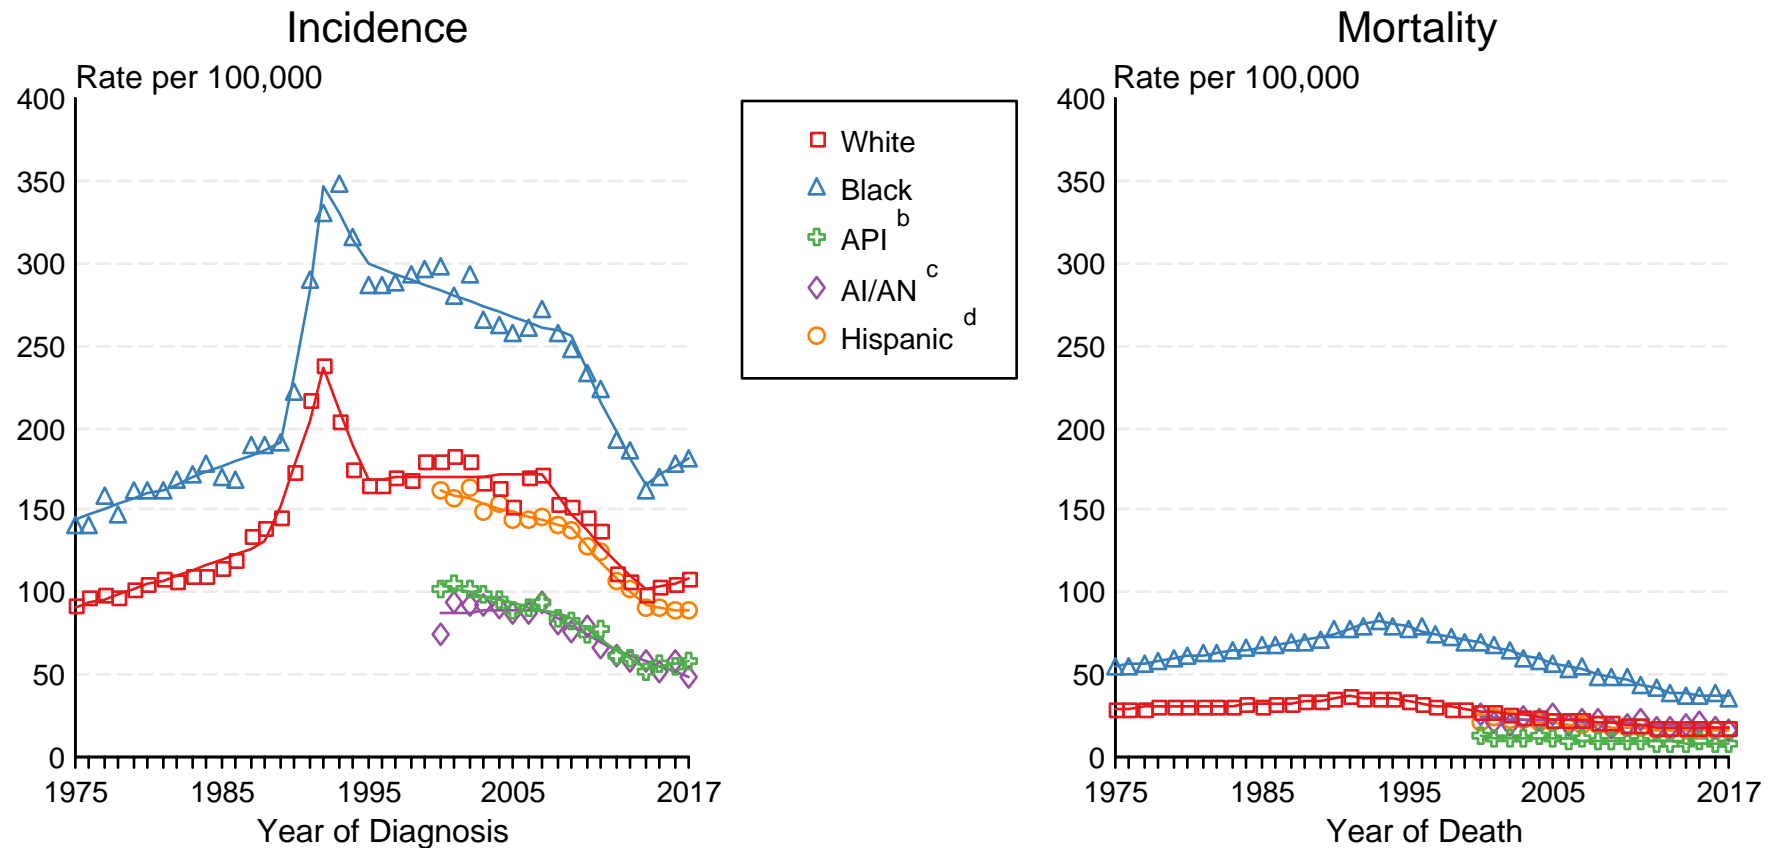 Incidence
Rate per 100,000
400
350
300
250
200
150
100
50
0
1975 1985 1995 2005 2017
Year of Diagnosis
White
Black
API b
AI/AN c
Hispanic d
Mortality
Rate per 100,000
400
350
300
250
200
150
100
50
0
1975 1985 1995 2005 2017
Year of Death